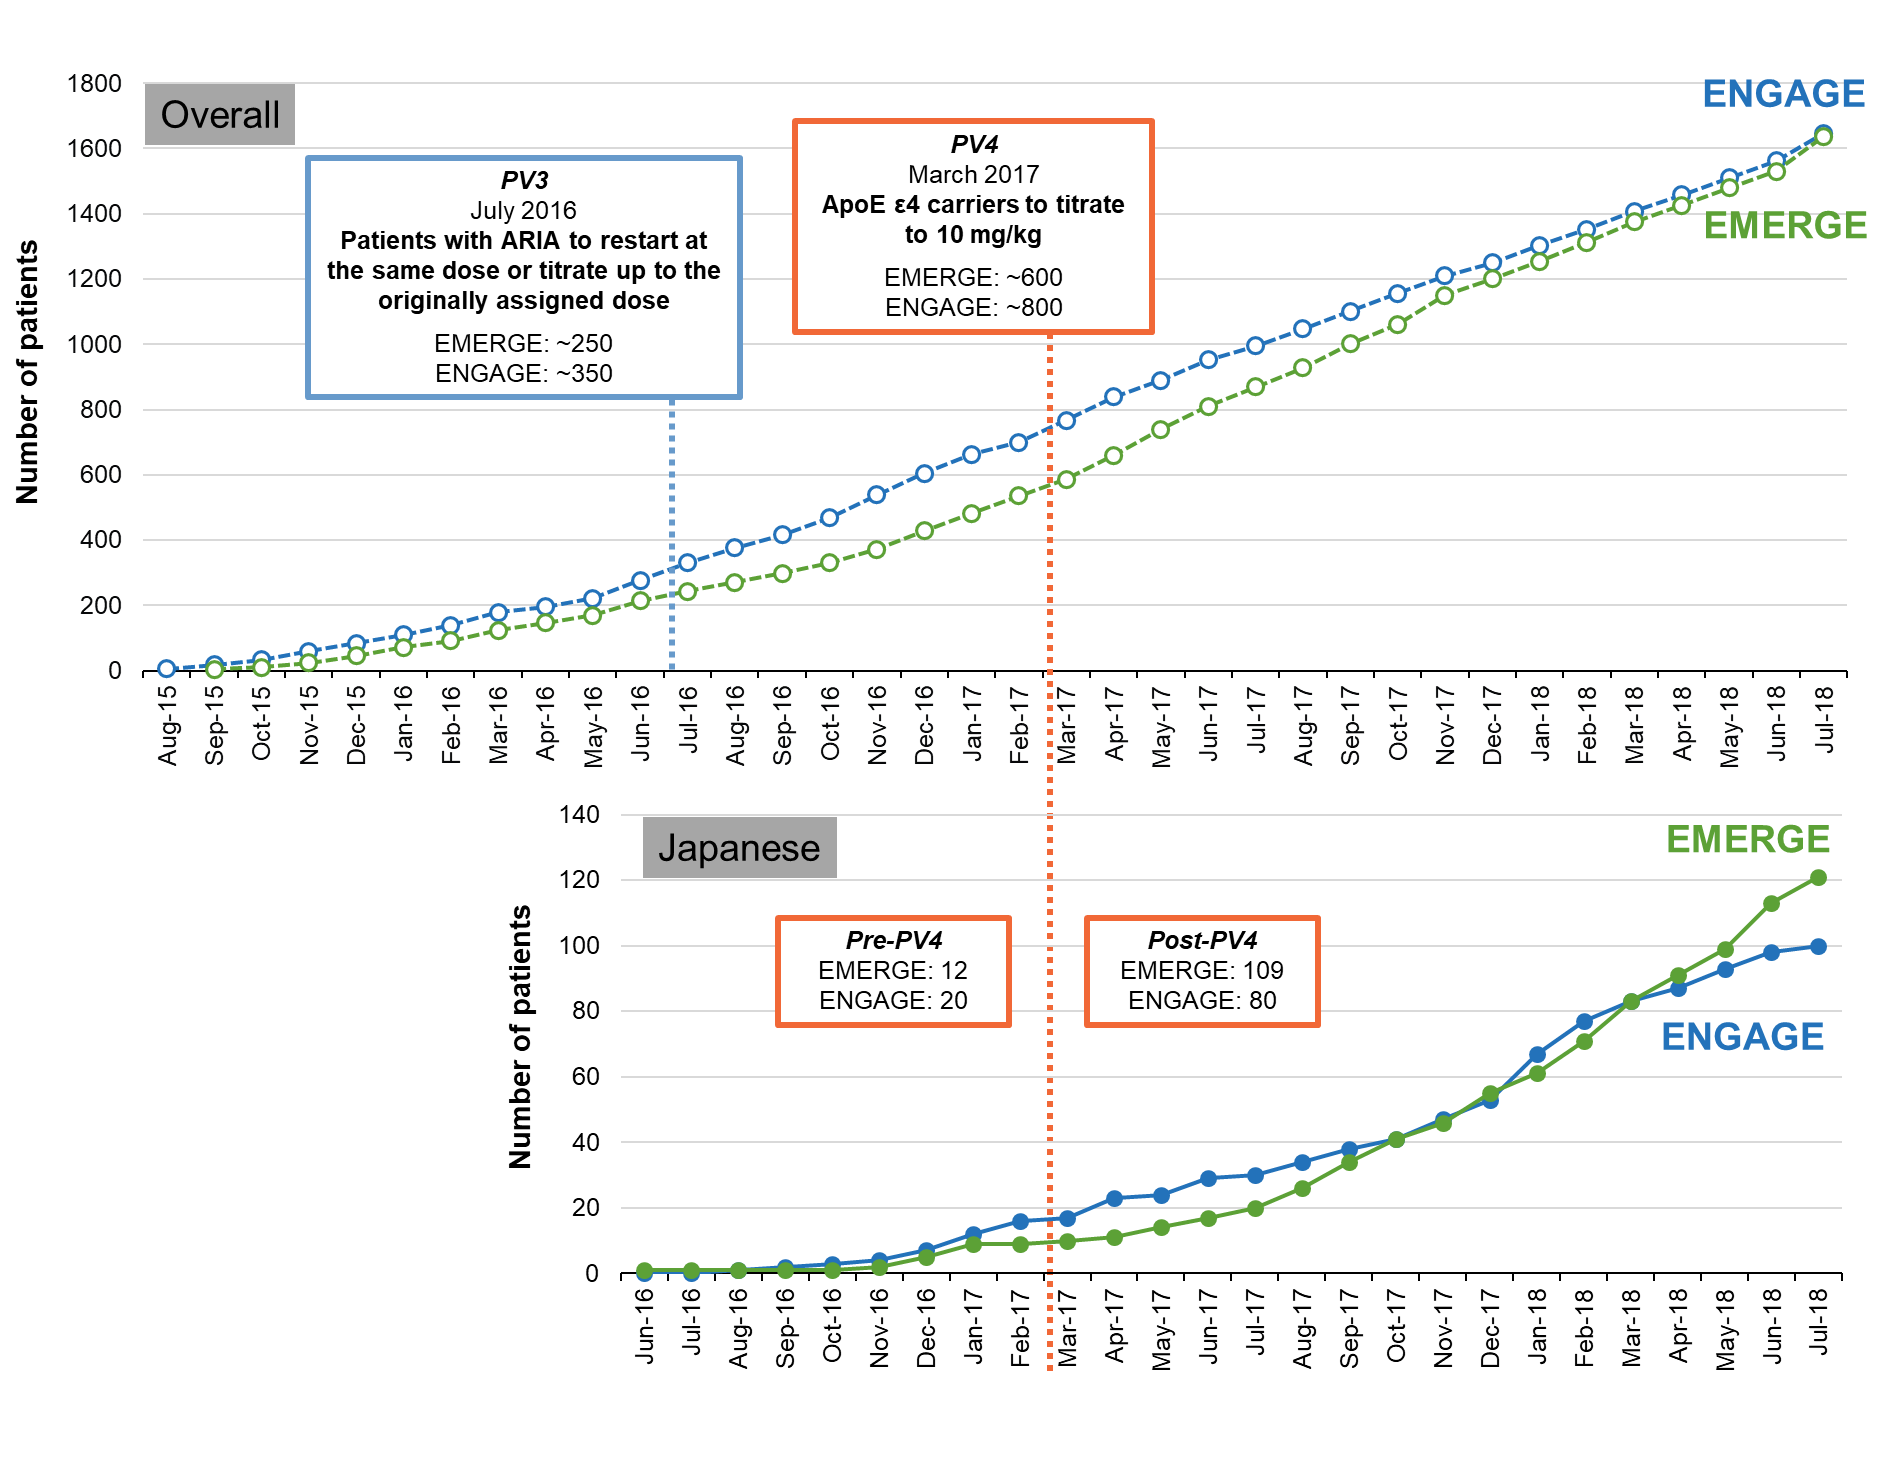 Overall
ENGAGE
EMERGE
Number of patients
1800
1600
1400
1200
1000
800
600
400
200
0
PV3
July 2016
Patients with ARIA to restart at
the same dose or titrate up to the
originally assigned dose
EMERGE: ~250
ENGAGE: ~350
PV4
March 2017
ApoE ε4 carriers to titrate
to 10 mg/kg
EMERGE: ~600
ENGAGE: ~800
Aug-15
Sep-15
Oct-15
Nov-15
Dec-15
Jan-16
Feb-16
Mar-16
Apr-16
May-16
Jun-16
Jul-16
Aug-16
Sep-16
Oct-16
Nov-16
Dec-16
Jan-17
Feb-17
Mar-17
Apr-17
May-17
Jun-17
Jul-17
Aug-17
Sep-17
Oct-17
Nov-17
Dec-17
Jan-18
Feb-18
Mar-18
Apr-18
May-18
Jun-18
Jul-18
Japanese
EMERGE
ENGAGE
Number of patients
140
120
100
80
60
40
20
0
Pre-PV4
EMERGE: 12
ENGAGE: 20
Post-PV4
EMERGE: 109
ENGAGE: 80
Jun-16
Jul-16
Aug-16
Sep-16
Oct-16
Nov-16
Dec-16
Jan-17
Feb-17
Mar-17
Apr-17
May-17
Jun-17
Jul-17
Aug-17
Sep-17
Oct-17
Nov-17
Dec-17
Jan-18
Feb-18
Mar-18
Apr-18
May-18
Jun-18
Jul-18